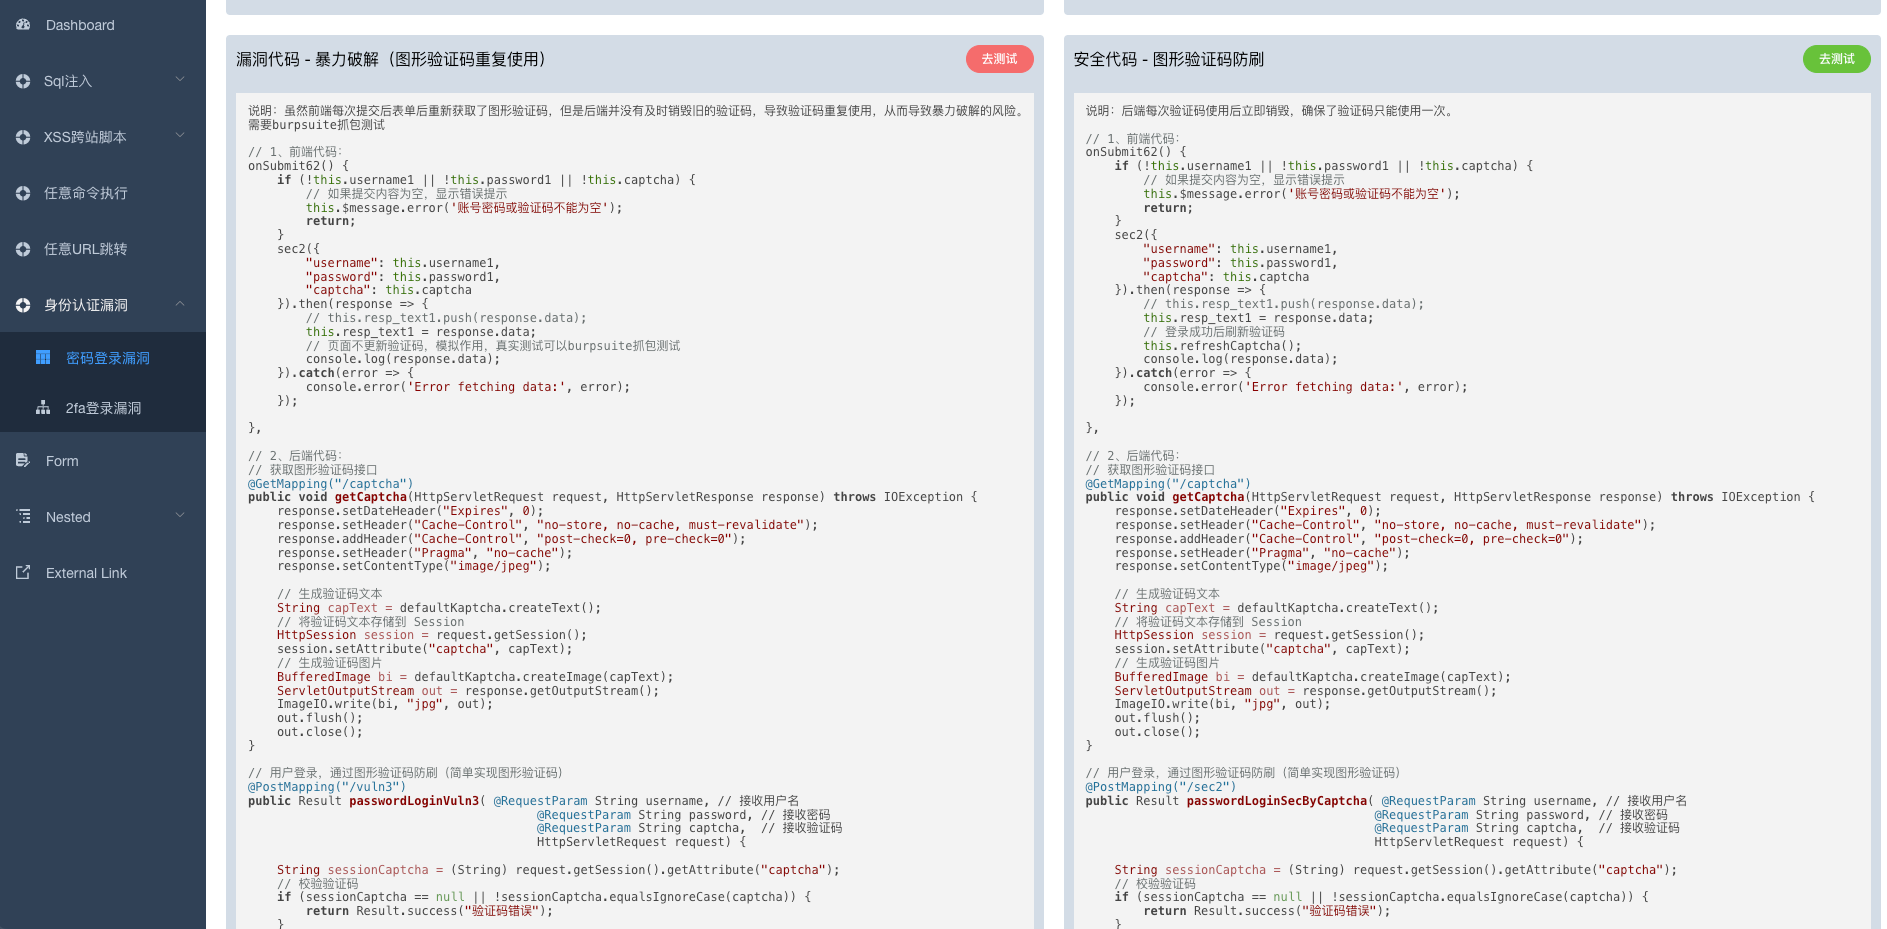 Dashboard
Sql注入
XSS跨站脚本
任意命令执行
任意URL跳转
身份认证漏洞
密码登录漏洞
2fa登录漏洞
Form
Nested
External Link
漏洞代码 - 暴力破解（图形验证码重复使用）
去测试
说明：虽然前端每次提交后表单后重新获取了图形验证码，但是后端并没有及时销毁旧的验证码，导致验证码重复使用，从而导致暴力破解的风险。
需要burpsuite抓包测试
// 1、前端代码：
onSubmit62() {
    if (!this.username1 || !this.password1 || !this.captcha) {
        // 如果提交内容为空，显示错误提示
        this.$message.error('账号密码或验证码不能为空');
        return;
    }
    sec2({
        "username": this.username1,
        "password": this.password1,
        "captcha": this.captcha
    }).then(response => {
        // this.resp_text1.push(response.data);
        this.resp_text1 = response.data;
        // 页面不更新验证码，模拟作用，真实测试可以burpsuite抓包测试
        console.log(response.data);
    }).catch(error => {
        console.error('Error fetching data:', error);
    });
},
// 2、后端代码：
// 获取图形验证码接口
@GetMapping("/captcha")
public void getCaptcha(HttpServletRequest request, HttpServletResponse response) throws IOException {
    response.setDateHeader("Expires", 0);
    response.setHeader("Cache-Control", "no-store, no-cache, must-revalidate");
    response.addHeader("Cache-Control", "post-check=0, pre-check=0");
    response.setHeader("Pragma", "no-cache");
    response.setContentType("image/jpeg");
    // 生成验证码文本
    String capText = defaultKaptcha.createText();
    // 将验证码文本存储到 Session
    HttpSession session = request.getSession();
    session.setAttribute("captcha", capText);
    // 生成验证码图片
    BufferedImage bi = defaultKaptcha.createImage(capText);
    ServletOutputStream out = response.getOutputStream();
    ImageIO.write(bi, "jpg", out);
    out.flush();
    out.close();
}
// 用户登录，通过图形验证码防刷（简单实现图形验证码）
@PostMapping("/vuln3")
public Result passwordLoginVuln3( @RequestParam String username, // 接收用户名
                                        @RequestParam String password, // 接收密码
                                        @RequestParam String captcha,  // 接收验证码
                                        HttpServletRequest request) {
    String sessionCaptcha = (String) request.getSession().getAttribute("captcha");
    // 校验验证码
    if (sessionCaptcha == null || !sessionCaptcha.equalsIgnoreCase(captcha)) {
        return Result.success("验证码错误");
    }
安全代码 - 图形验证码防刷
去测试
说明：后端每次验证码使用后立即销毁，确保了验证码只能使用一次。
// 1、前端代码：
onSubmit62() {
    if (!this.username1 || !this.password1 || !this.captcha) {
        // 如果提交内容为空，显示错误提示
        this.$message.error('账号密码或验证码不能为空');
        return;
    }
    sec2({
        "username": this.username1,
        "password": this.password1,
        "captcha": this.captcha
    }).then(response => {
        // this.resp_text1.push(response.data);
        this.resp_text1 = response.data;
        // 登录成功后刷新验证码
        this.refreshCaptcha();
        console.log(response.data);
    }).catch(error => {
        console.error('Error fetching data:', error);
    });
},
// 2、后端代码：
// 获取图形验证码接口
@GetMapping("/captcha")
public void getCaptcha(HttpServletRequest request, HttpServletResponse response) throws IOException {
    response.setDateHeader("Expires", 0);
    response.setHeader("Cache-Control", "no-store, no-cache, must-revalidate");
    response.addHeader("Cache-Control", "post-check=0, pre-check=0");
    response.setHeader("Pragma", "no-cache");
    response.setContentType("image/jpeg");
    // 生成验证码文本
    String capText = defaultKaptcha.createText();
    // 将验证码文本存储到 Session
    HttpSession session = request.getSession();
    session.setAttribute("captcha", capText);
    // 生成验证码图片
    BufferedImage bi = defaultKaptcha.createImage(capText);
    ServletOutputStream out = response.getOutputStream();
    ImageIO.write(bi, "jpg", out);
    out.flush();
    out.close();
}
// 用户登录，通过图形验证码防刷（简单实现图形验证码）
@PostMapping("/sec2")
public Result passwordLoginSecByCaptcha( @RequestParam String username, // 接收用户名
                                        @RequestParam String password, // 接收密码
                                        @RequestParam String captcha,  // 接收验证码
                                        HttpServletRequest request) {
    String sessionCaptcha = (String) request.getSession().getAttribute("captcha");
    // 校验验证码
    if (sessionCaptcha == null || !sessionCaptcha.equalsIgnoreCase(captcha)) {
        return Result.success("验证码错误");
    }